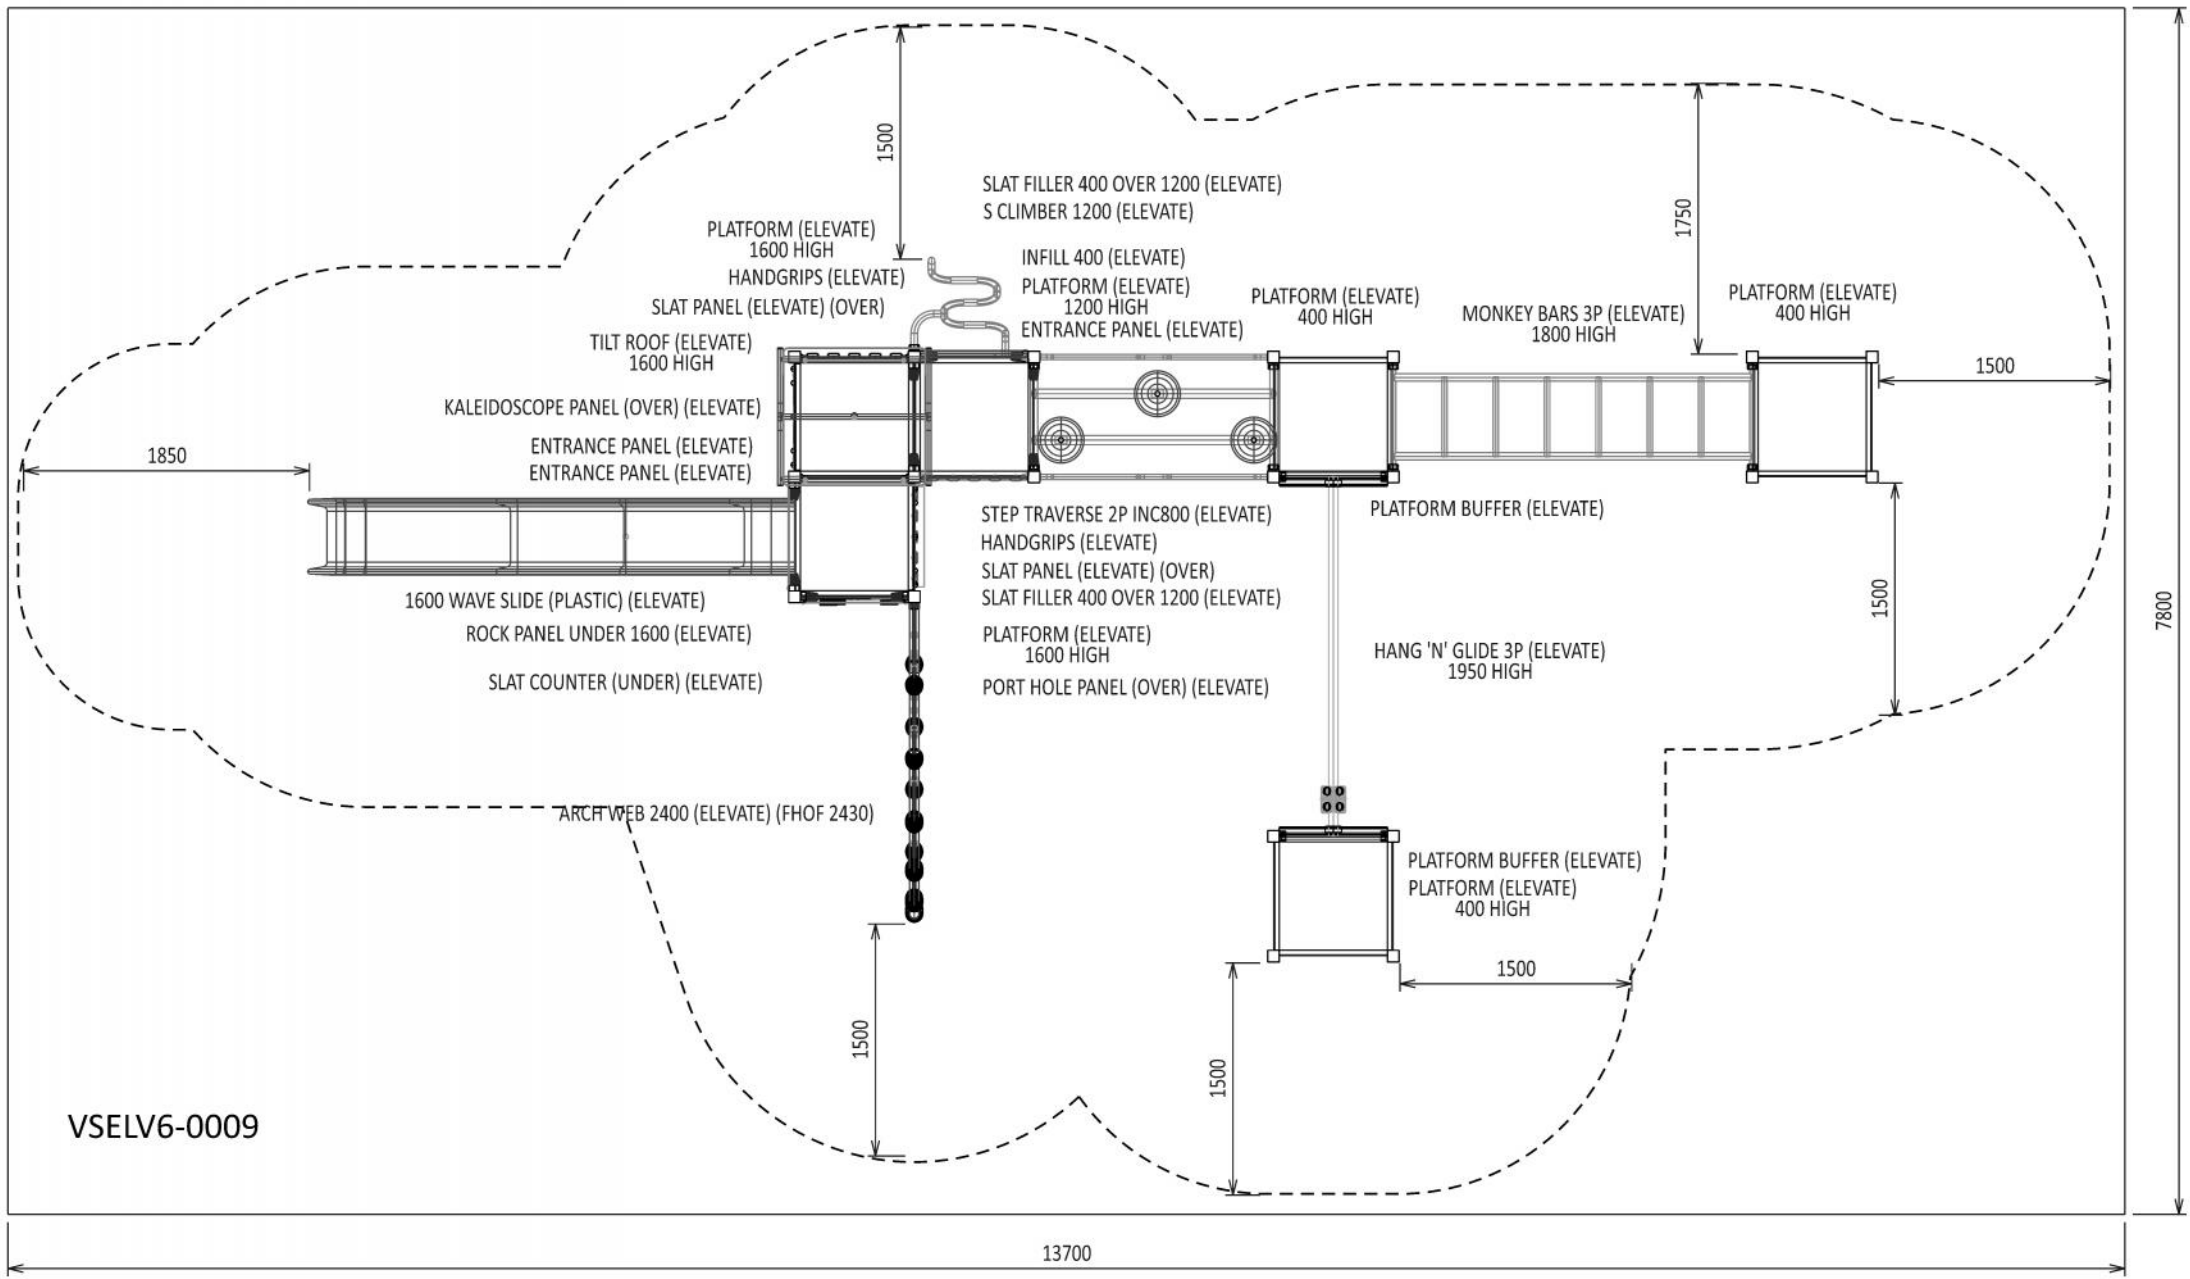 1500
1750
SLAT FILLER 400 OVER 1200 (ELEVATE)
S CLIMBER 1200 (ELEVATE)
PLATFORM (ELEVATE)
1600 HIGH
HANDGRIPS (ELEVATE)
SLAT PANEL (ELEVATE) (OVER)
TILT ROOF (ELEVATE)
1600 HIGH
KALEIDOSCOPE PANEL (OVER) (ELEVATE)
ENTRANCE PANEL (ELEVATE)
ENTRANCE PANEL (ELEVATE)
INFILL 400 (ELEVATE)
PLATFORM (ELEVATE)
1200 HIGH
ENTRANCE PANEL (ELEVATE)
PLATFORM (ELEVATE)
400 HIGH
MONKEY BARS 3P (ELEVATE)
1800 HIGH
PLATFORM (ELEVATE)
400 HIGH
1500
1850
1600 WAVE SLIDE (PLASTIC) (ELEVATE)
ROCK PANEL UNDER 1600 (ELEVATE)
SLAT COUNTER (UNDER) (ELEVATE)
STEP TRAVERSE 2P INC800 (ELEVATE)
HANDGRIPS (ELEVATE)
SLAT PANEL (ELEVATE) (OVER)
SLAT FILLER 400 OVER 1200 (ELEVATE)
PLATFORM (ELEVATE)
1600 HIGH
PORT HOLE PANEL (OVER) (ELEVATE)
PLATFORM BUFFER (ELEVATE)
HANG 'N' GLIDE 3P (ELEVATE)
1950 HIGH
1500
7800
ARCH WEB 2400 (ELEVATE) (FHOF 2430)
PLATFORM BUFFER (ELEVATE)
PLATFORM (ELEVATE)
400 HIGH
1500
1500
1500
VSELV6-0009
13700